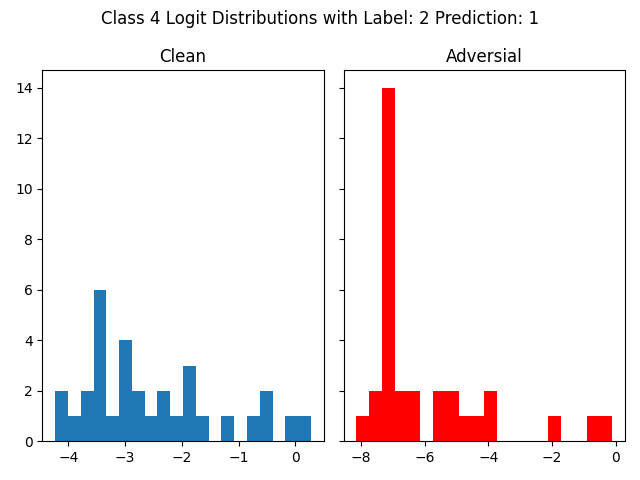 Class 4 Logit Distributions with Label: 2 Prediction: 1
Clean
Adversial
14
12
10
8
6
4
2
0
−4 −3 −2 −1 0
−8 −6 −4 −2 0